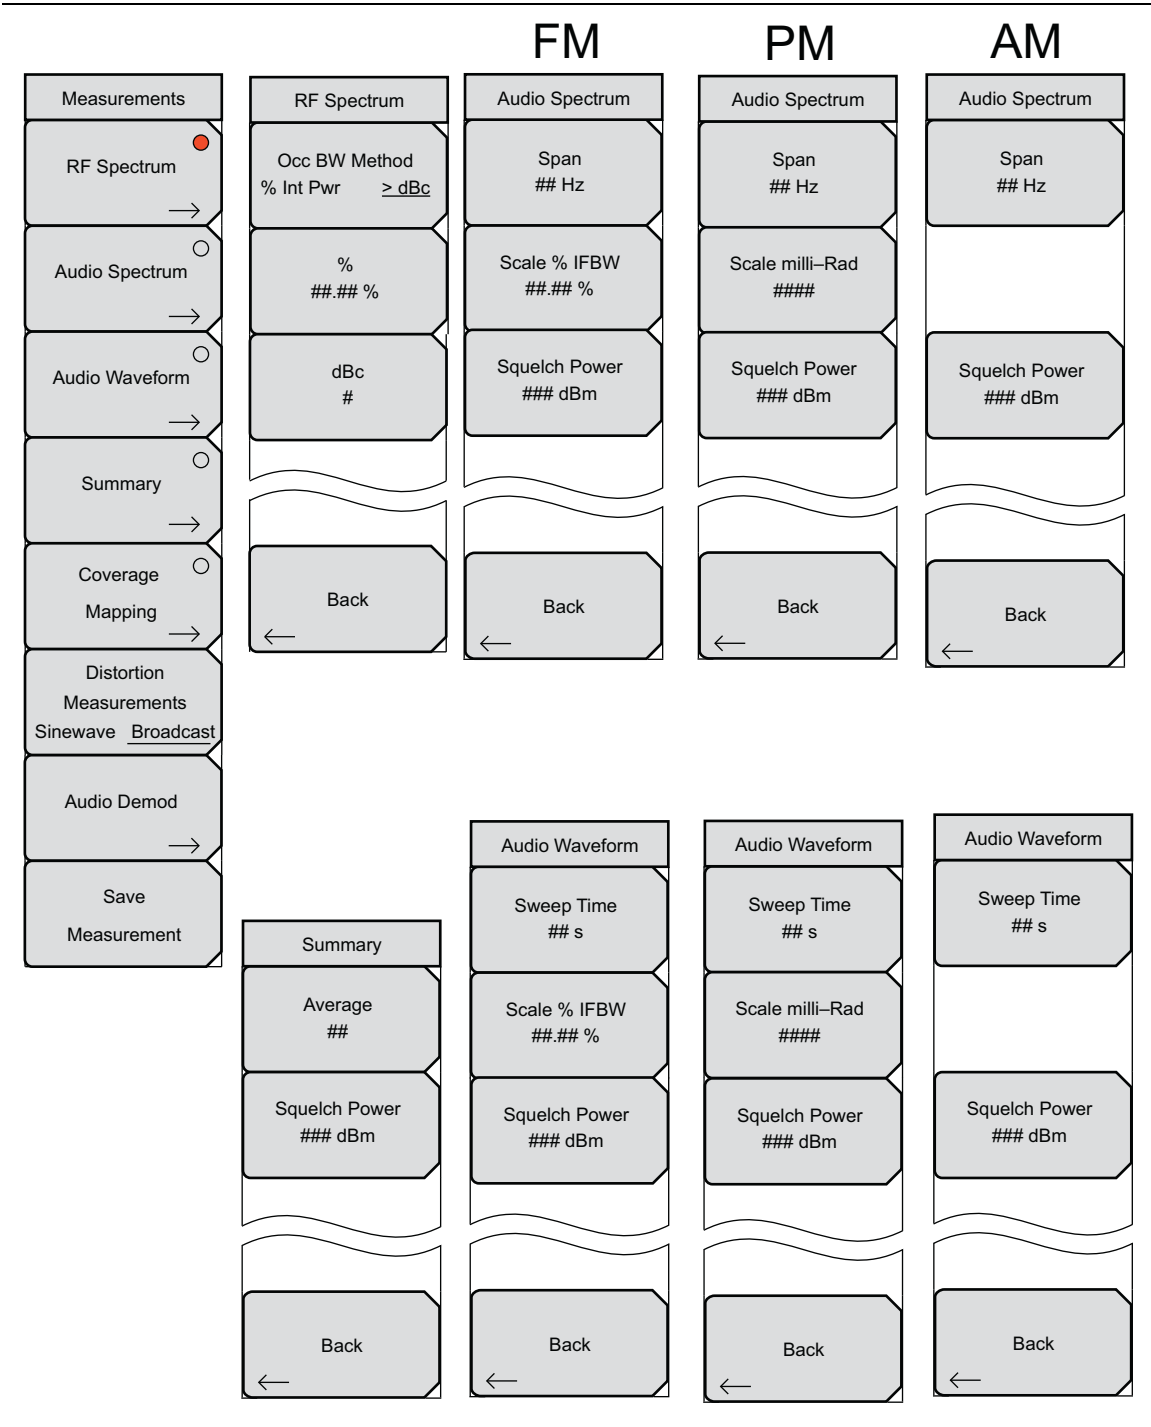 FM
PM
AM
Measurements
RF Spectrum
Audio Spectrum
Audio Waveform
Summary
Coverage
Mapping
Distortion
Measurements
Sinewave Broadcast
Audio Demod
Save
Measurement
RF Spectrum
Occ BW Method
% Int Pwr > dBc
%
##.## %
dBc
#
Back
Audio Spectrum
Span
## Hz
Scale % IFBW
##.## %
Squelch Power
### dBm
Back
Audio Spectrum
Span
## Hz
Scale milli–Rad
####
Squelch Power
### dBm
Back
Audio Spectrum
Span
## Hz
Squelch Power
### dBm
Back
Summary
Average
##
Squelch Power
### dBm
Back
Audio Waveform
Sweep Time
## s
Scale % IFBW
##.## %
Squelch Power
### dBm
Back
Audio Waveform
Sweep Time
## s
Scale milli–Rad
####
Squelch Power
### dBm
Back
Audio Waveform
Sweep Time
## s
Squelch Power
### dBm
Back